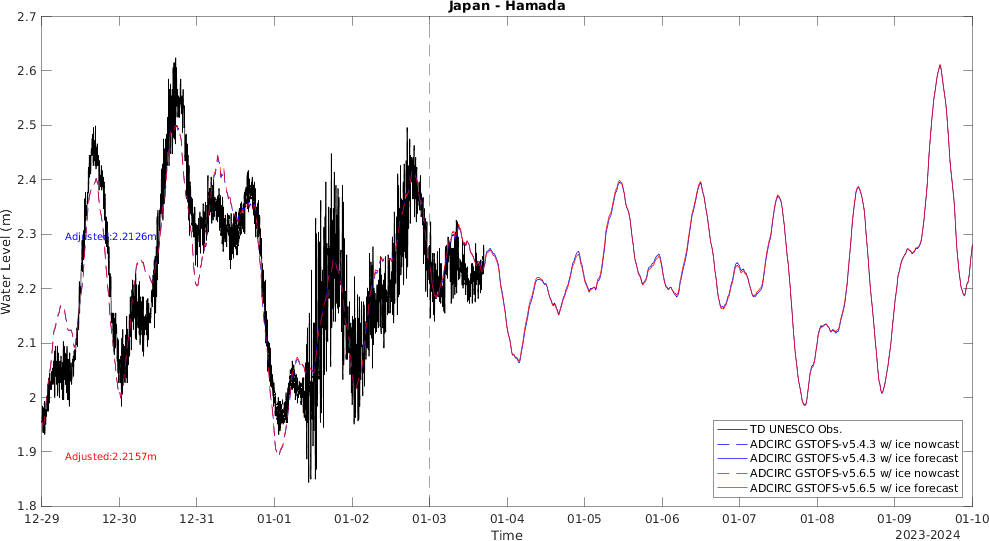 Japan - Hamada
2.7
2.6
2.5
2.4
2.3
2.2
2.1
2
1.9
1.8
Water Level (m)
Adjusted:2.2126m
Adjusted:2.2157m
TD UNESCO Obs.
ADCIRC GSTOFS-v5.4.3 w/ ice nowcast
ADCIRC GSTOFS-v5.4.3 w/ ice forecast
ADCIRC GSTOFS-v5.6.5 w/ ice nowcast
ADCIRC GSTOFS-v5.6.5 w/ ice forecast
12-29 12-30 12-31 01-01 01-02 01-03 01-04 01-05 01-06 01-07 01-08 01-09 01-10
Time
2023-2024